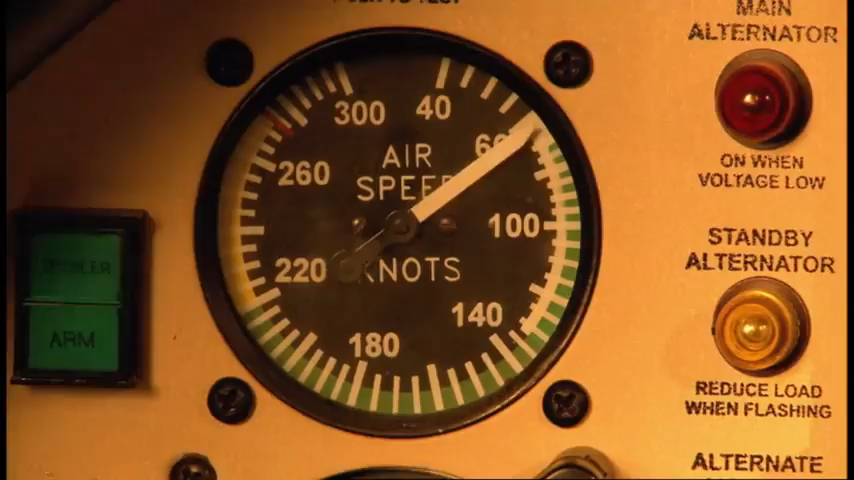 MAIN
ALTERNATOR
300
40
60
AIR
SPEED
260
ON WHEN
VOLTAGE LOW
100
STANDBY
ALTERNATOR
220
KNOTS
SPOILER
ARM
140
180
REDUCE LOAD
WHEN FLASHING
ALTERNATE